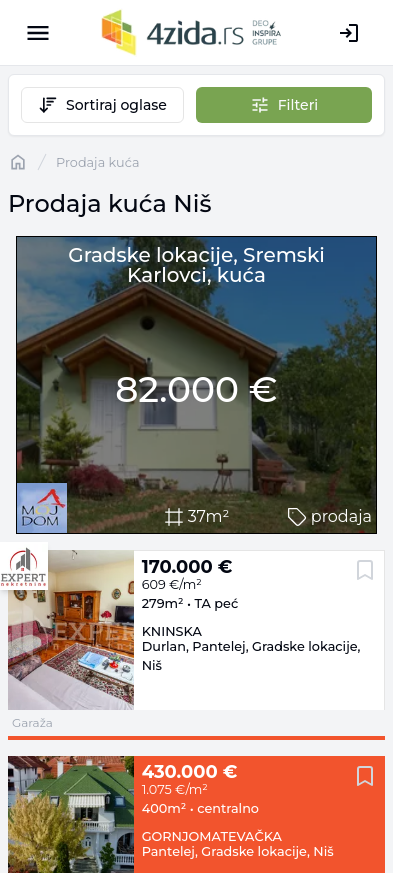 4zida.rs
DEO
INSPIRA
GRUPE
Sortiraj oglase
Filteri
/ Prodaja kuća
Prodaja kuća Niš
Gradske lokacije, Sremski
Karlovci, kuća
82.000 €
MOJ
DOM
37m²
prodaja
EXPERT
nekretnine
EXPER
170.000 €
609 €/m²
279m² • TA peć
KNINSKA
Durlan, Pantelej, Gradske lokacije,
Niš
Garaža
430.000 €
1.075 €/m²
400m² • centralno
GORNJOMATEVAČKA
Pantelej, Gradske lokacije, Niš